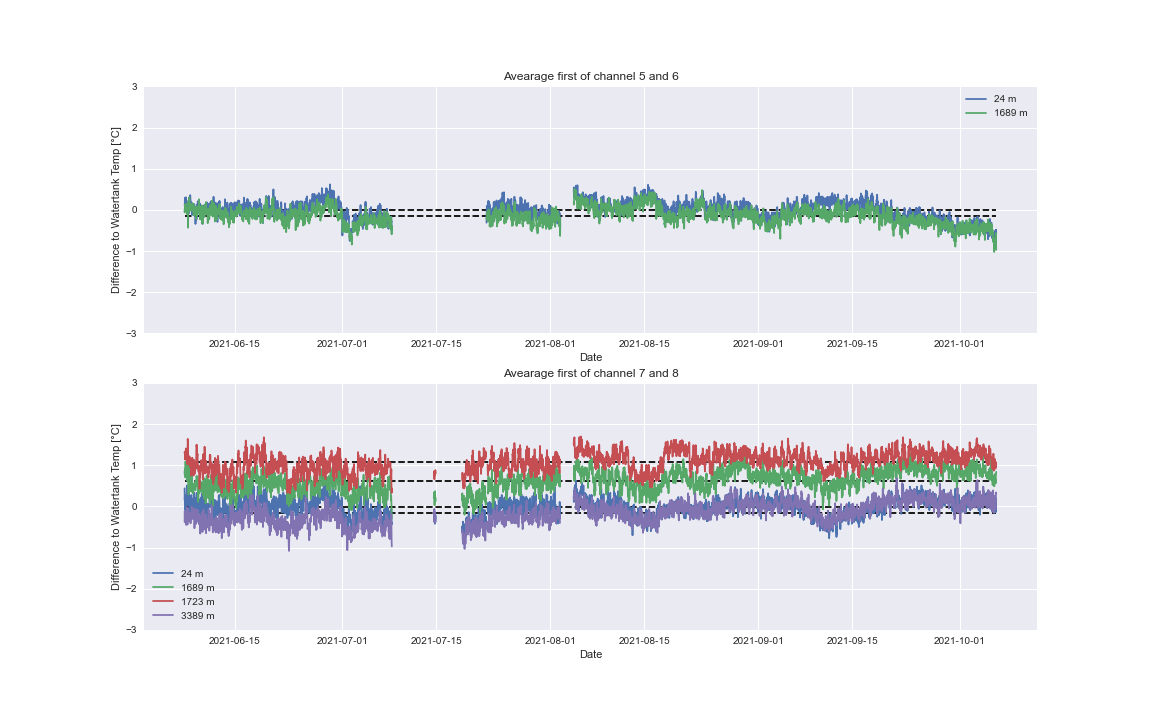 Avearage first of channel 5 and 6
Difference to Watertank Temp [°C]
3
2
1
0
−1
−2
−3
24 m
1689 m
2021-06-15 2021-07-01 2021-07-15 2021-08-01 2021-08-15 2021-09-01 2021-09-15 2021-10-01
Date
Avearage first of channel 7 and 8
Difference to Watertank Temp [°C]
3
2
1
0
−1
−2
−3
24 m
1689 m
1723 m
3389 m
2021-06-15 2021-07-01 2021-07-15 2021-08-01 2021-08-15 2021-09-01 2021-09-15 2021-10-01
Date